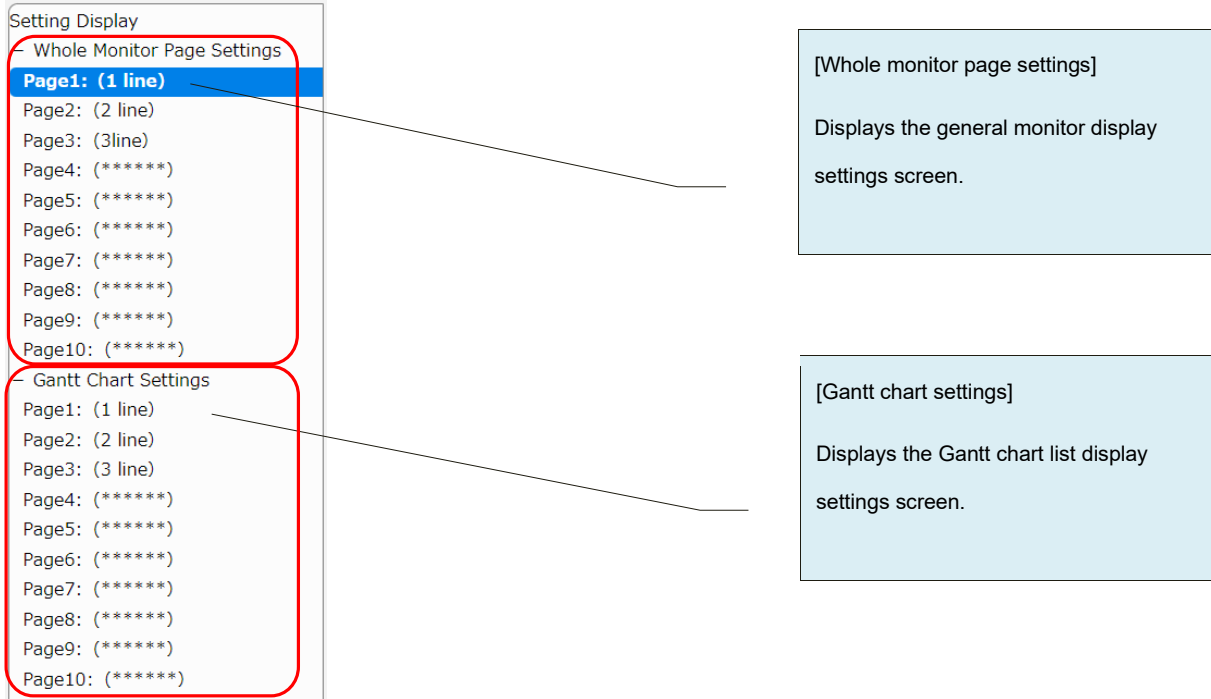 Setting Display
− Whole Monitor Page Settings
Page1: (1 line)
Page2: (2 line)
Page3: (3line)
Page4: (******)
Page5: (******)
Page6: (******)
Page7: (******)
Page8: (******)
Page9: (******)
Page10: (******)
− Gantt Chart Settings
Page1: (1 line)
Page2: (2 line)
Page3: (3 line)
Page4: (******)
Page5: (******)
Page6: (******)
Page7: (******)
Page8: (******)
Page9: (******)
Page10: (******)
[Whole monitor page settings]
Displays the general monitor display
settings screen.
[Gantt chart settings]
Displays the Gantt chart list display
settings screen.